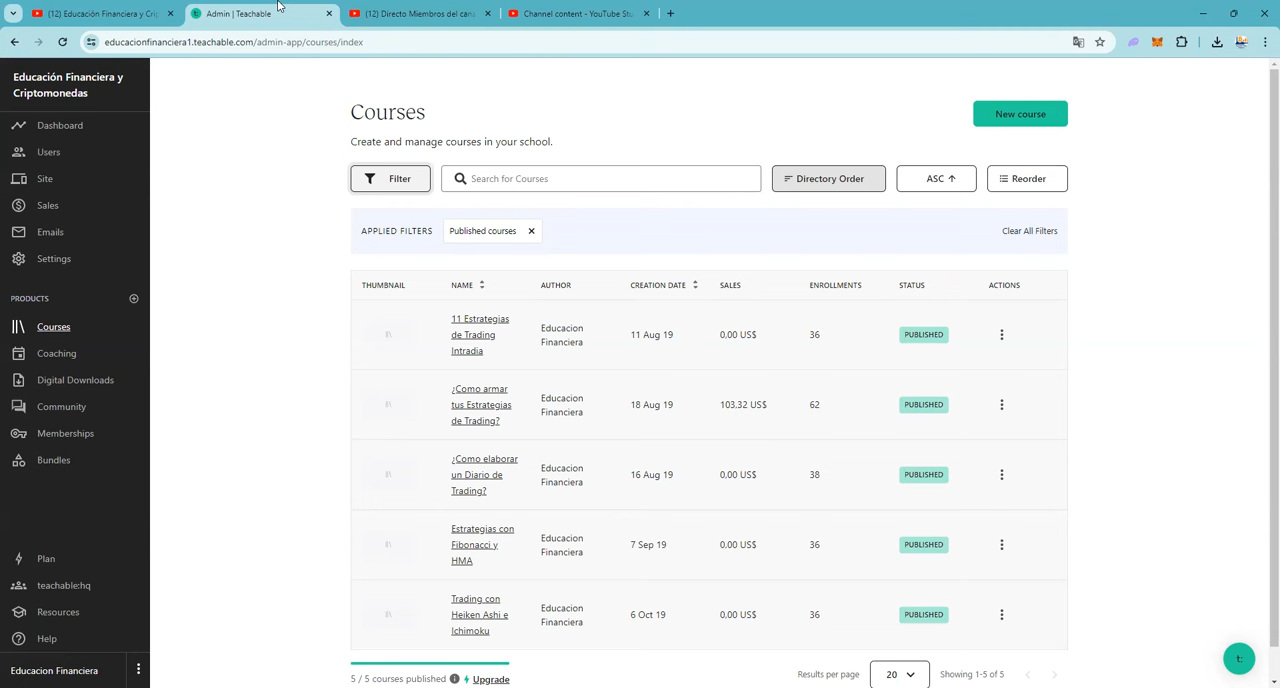 (12) Educación Financiera y Cri
Admin | Teachable
(12) Directo Miembros del cana
Channel content - YouTube Stu
educacionfinanciera1.teachable.com/admin-app/courses/index
Educación Financiera y
Criptomonedas
Dashboard
Users
Site
Sales
Emails
Settings
PRODUCTS
Courses
Coaching
Digital Downloads
Community
Memberships
Bundles
Plan
teachable:hq
Resources
Help
Educacion Financiera
Courses
New course
Create and manage courses in your school.
Filter
Search for Courses
Directory Order
ASC ↑
Reorder
APPLIED FILTERS
Published courses
Clear All Filters
THUMBNAIL NAME AUTHOR CREATION DATE SALES ENROLLMENTS STATUS ACTIONS
11 Estrategias
de Trading
Intradia
Educacion
Financiera
11 Aug 19
0,00 US$
36
PUBLISHED
¿Como armar
tus Estrategias
de Trading?
Educacion
Financiera
18 Aug 19
103,32 US$
62
PUBLISHED
¿Como elaborar
un Diario de
Trading?
Educacion
Financiera
16 Aug 19
0,00 US$
38
PUBLISHED
Estrategias con
Fibonacci y
HMA
Educacion
Financiera
7 Sep 19
0,00 US$
36
PUBLISHED
Trading con
Heiken Ashi e
Ichimoku
Educacion
Financiera
6 Oct 19
0,00 US$
36
PUBLISHED
5 / 5 courses published
Upgrade
Results per page
20
Showing 1-5 of 5
t: